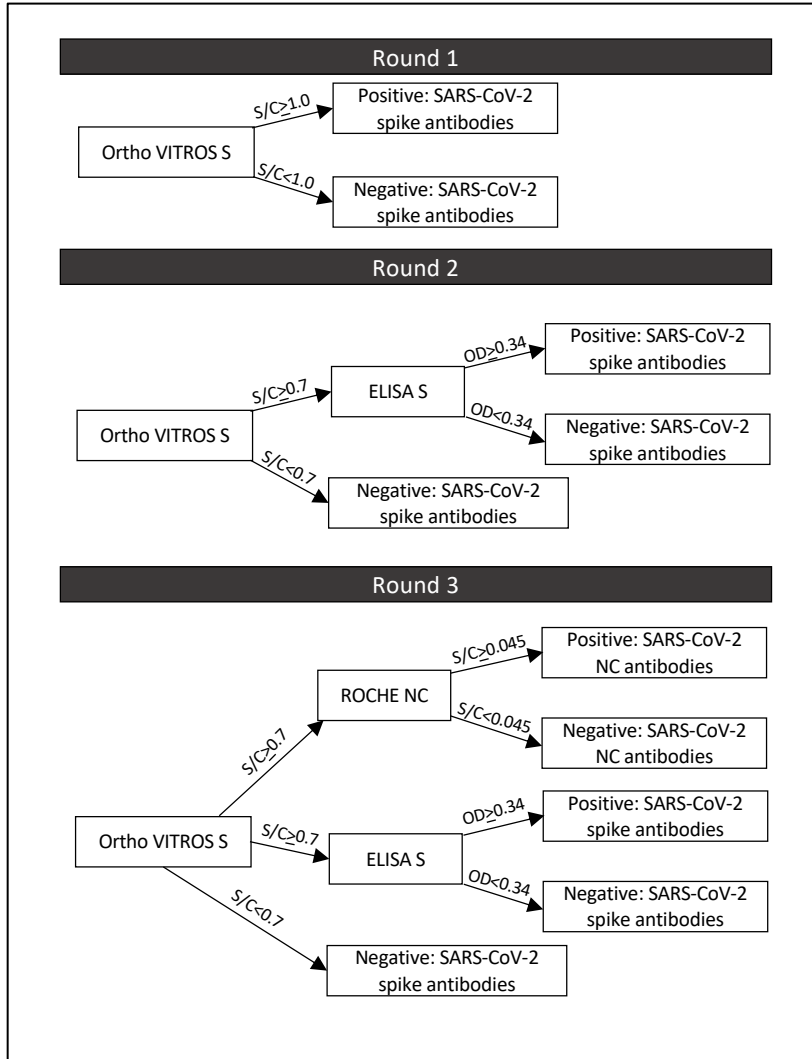 Round 1
S/C≥1.0
Positive: SARS-CoV-2
spike antibodies
Ortho VITROS S
S/C<1.0
Negative: SARS-CoV-2
spike antibodies
Round 2
OD≥0.34
Positive: SARS-CoV-2
spike antibodies
S/C≥0.7
ELISA S
OD<0.34
Ortho VITROS S
Negative: SARS-CoV-2
spike antibodies
S/C<0.7
Negative: SARS-CoV-2
spike antibodies
Round 3
S/C≥0.045
Positive: SARS-CoV-2
NC antibodies
ROCHE NC
S/C<0.045
Negative: SARS-CoV-2
NC antibodies
S/C≥0.7
OD≥0.34
Positive: SARS-CoV-2
spike antibodies
Ortho VITROS S
S/C≥0.7
ELISA S
OD<0.34
Negative: SARS-CoV-2
spike antibodies
S/C<0.7
Negative: SARS-CoV-2
spike antibodies